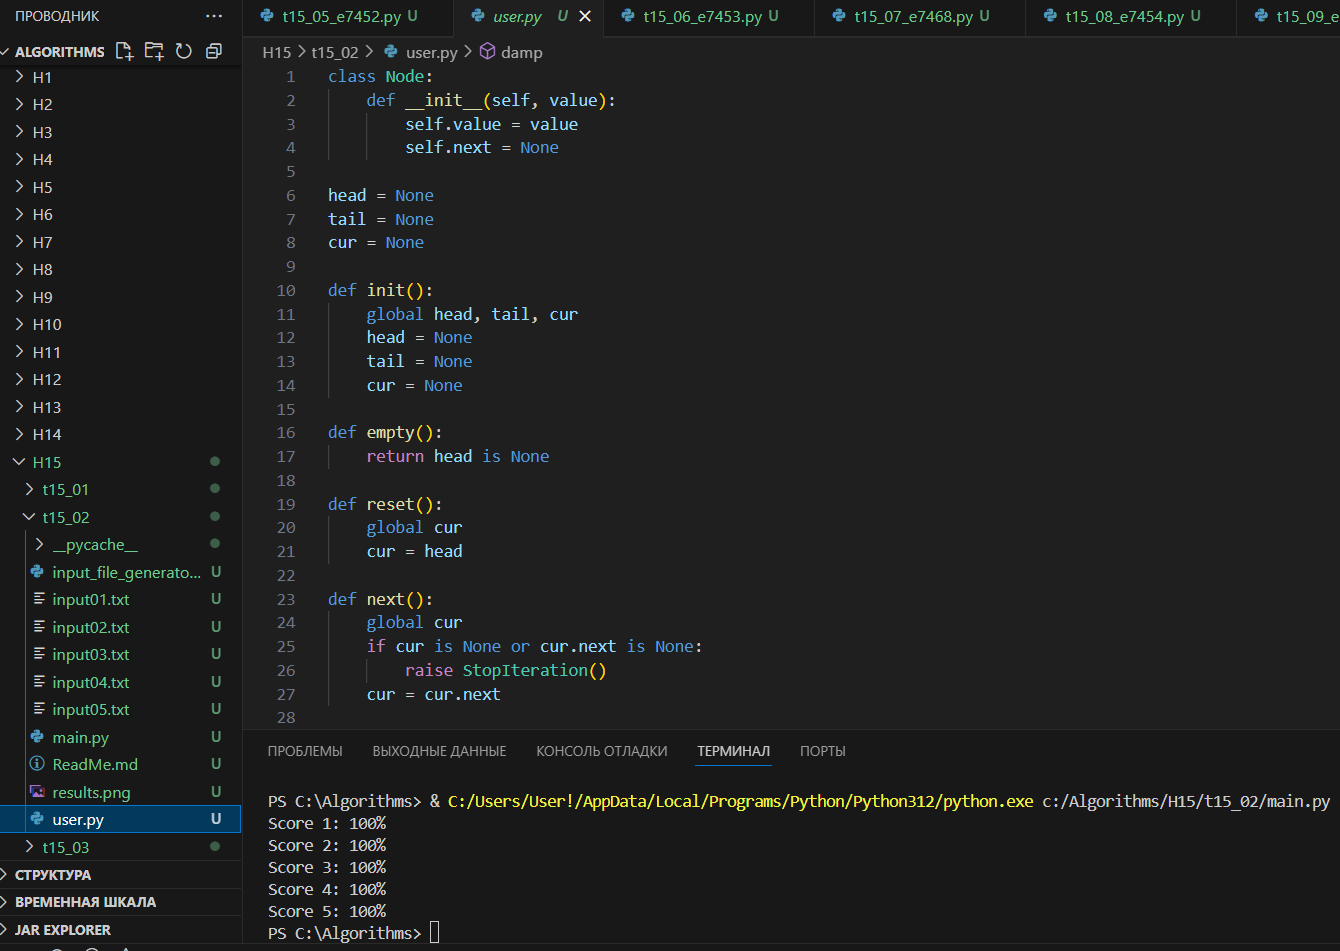 ПРОВОДНИК ...
ALGORITHMS
H1
H2
H3
H4
H5
H6
H7
H8
H9
H10
H11
H12
H13
H14
H15
t15_01
t15_02
__pycache__
input_file_generato... U
input01.txt U
input02.txt U
input03.txt U
input04.txt U
input05.txt U
main.py U
ReadMe.md U
results.png U
user.py U
t15_03
СТРУКТУРА
ВРЕМЕННАЯ ШКАЛА
JAR EXPLORER
t15_05_e7452.py U
user.py U
t15_06_e7453.py U
t15_07_e7468.py U
t15_08_e7454.py U
t15_09_e
H15 > t15_02 > user.py > damp
1 class Node:
2 def __init__(self, value):
3 self.value = value
4 self.next = None
5
6 head = None
7 tail = None
8 cur = None
9
10 def init():
11 global head, tail, cur
12 head = None
13 tail = None
14 cur = None
15
16 def empty():
17 return head is None
18
19 def reset():
20 global cur
21 cur = head
22
23 def next():
24 global cur
25 if cur is None or cur.next is None:
26 raise StopIteration()
27 cur = cur.next
28
ПРОБЛЕМЫ ВЫХОДНЫЕ ДАННЫЕ КОНСОЛЬ ОТЛАДКИ ТЕРМИНАЛ ПОРТЫ
PS C:\Algorithms> & C:/Users/User!/AppData/Local/Programs/Python/Python312/python.exe c:/Algorithms/H15/t15_02/main.py
Score 1: 100%
Score 2: 100%
Score 3: 100%
Score 4: 100%
Score 5: 100%
PS C:\Algorithms>